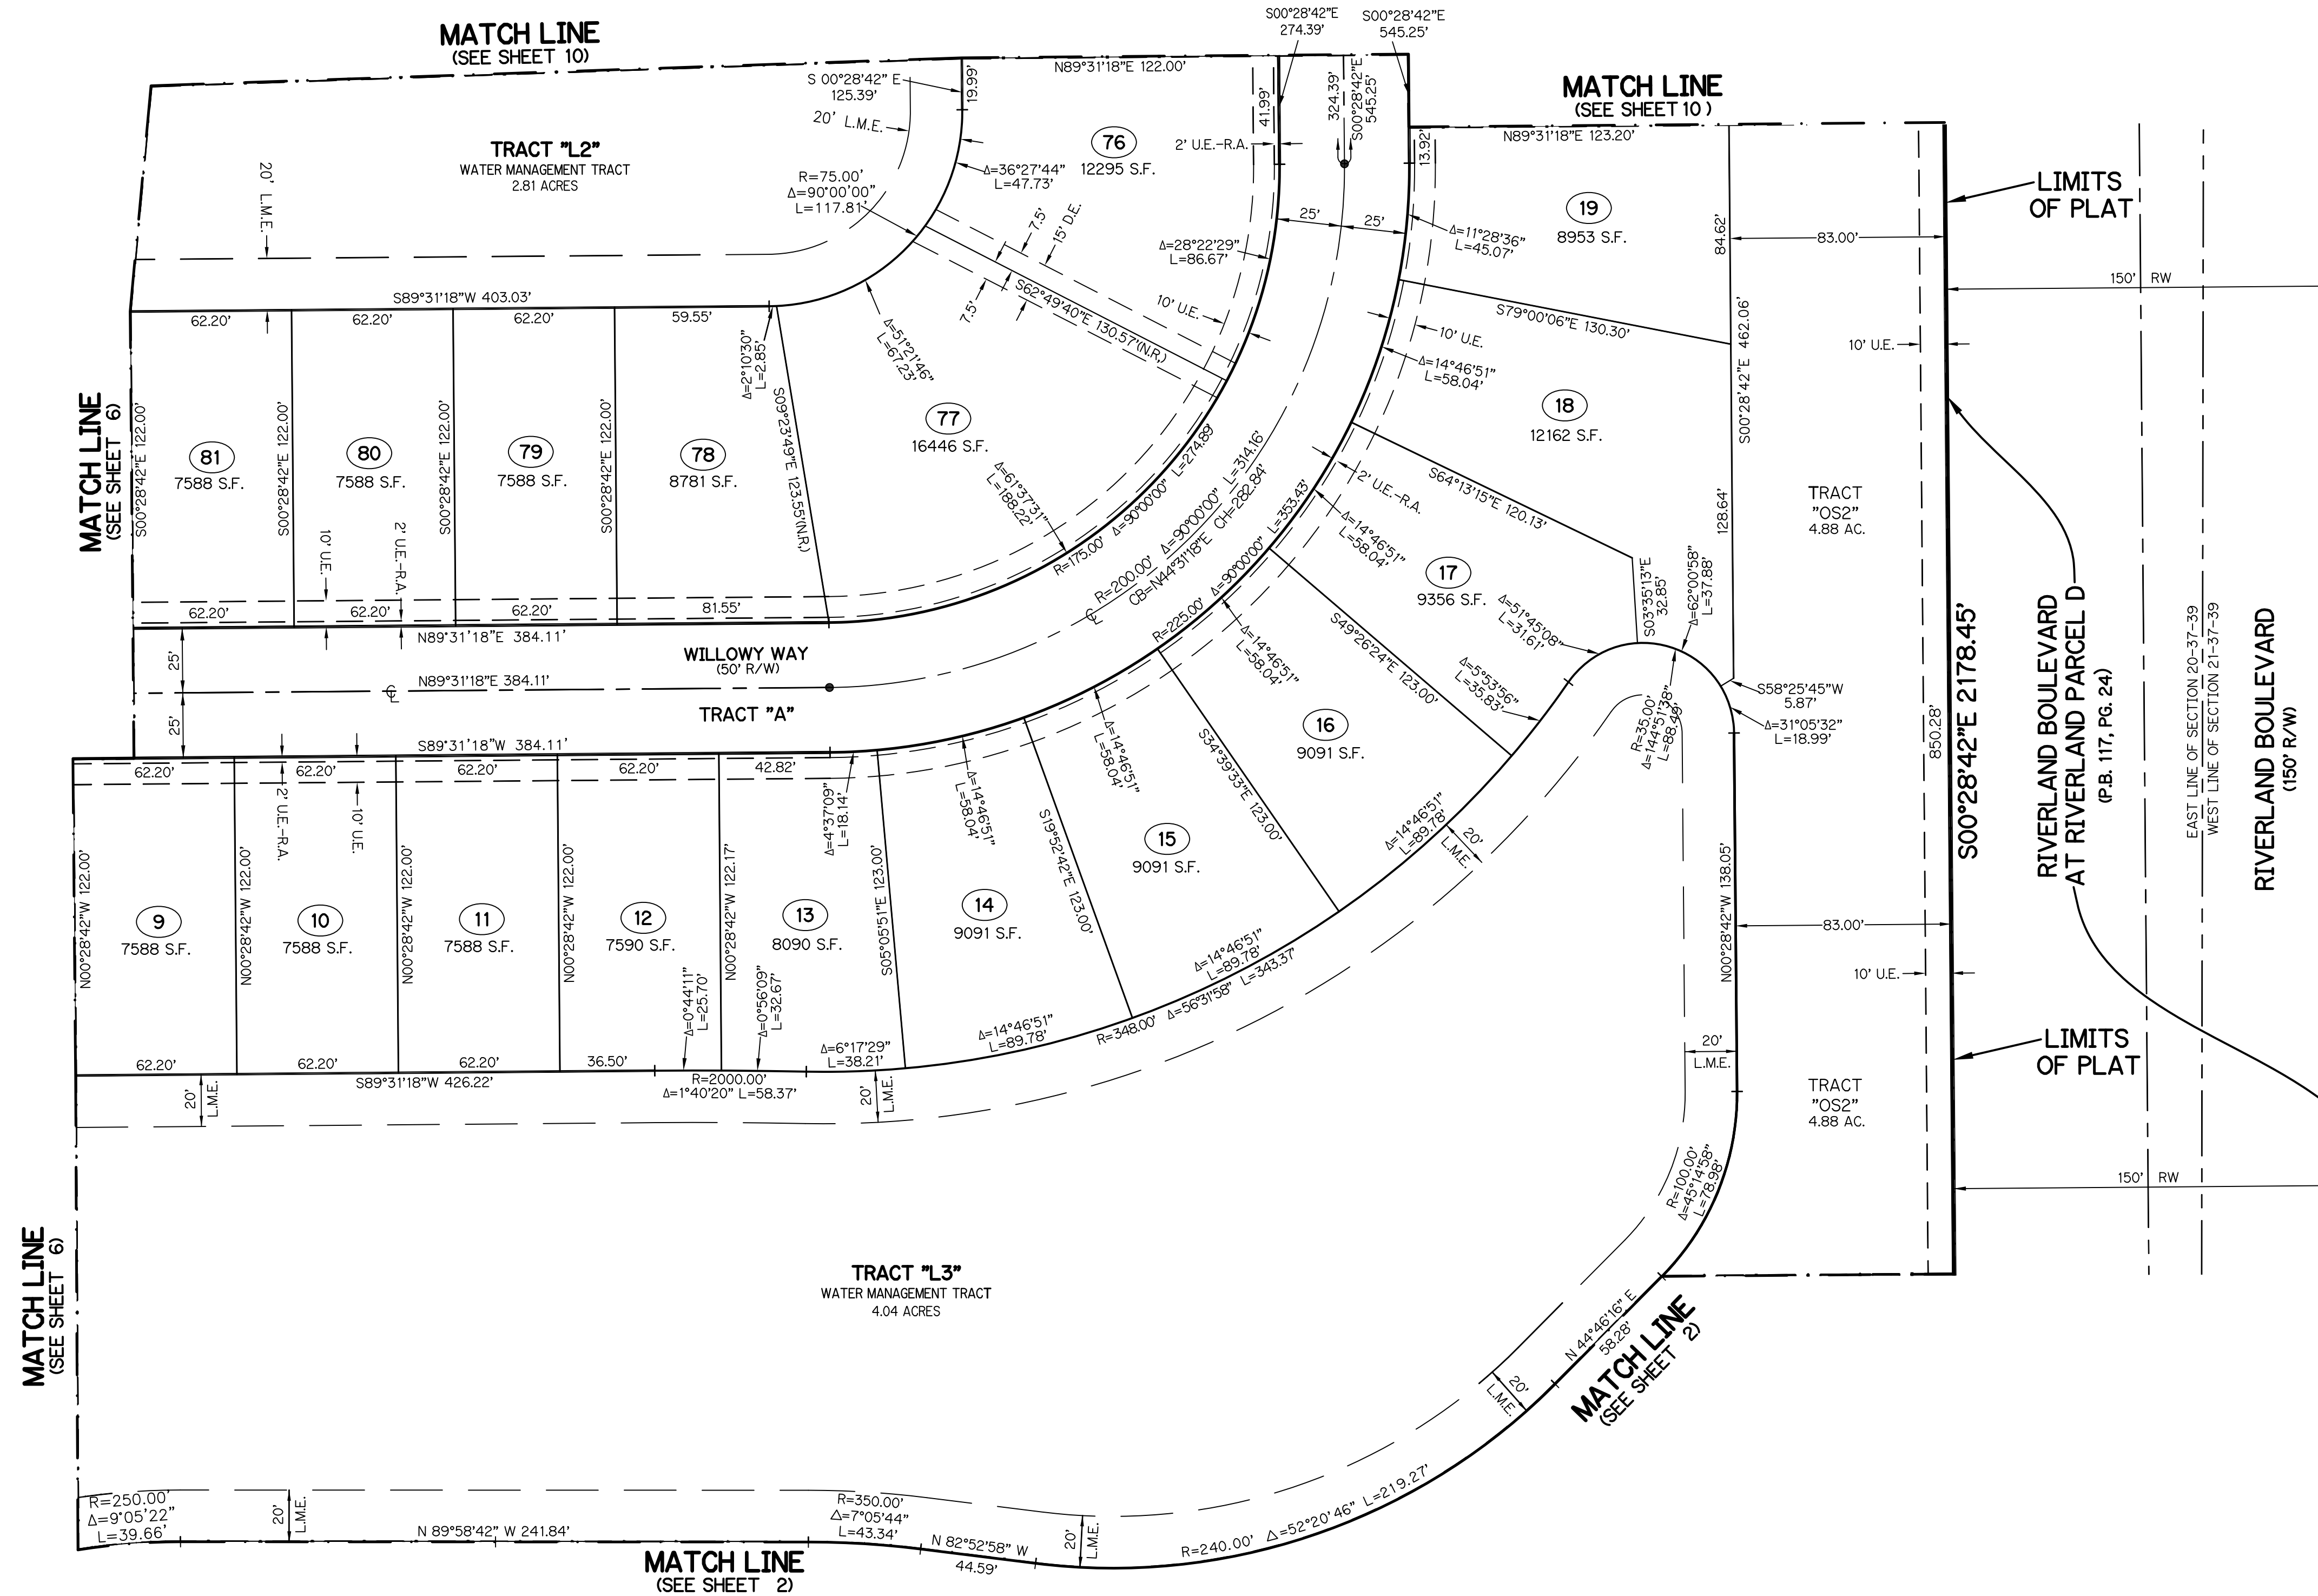 MATCH LINE
(SEE SHEET 10)
S00°28'42"E
274.39'
S00°28'42"E
545.25'
MATCH LINE
(SEE SHEET 10 )
N89°31'18"E 122.00'
S 00°28'42" E
125.39'
19.99'
20' L.M.E.
41.99'
324.39'
S00°28'42"E
545.25'
13.92'
N89°31'18"E 123.20'
TRACT "L2"
WATER MANAGEMENT TRACT
2.81 ACRES
20' L.M.E.
R=75.00'
Δ=90°00'00"
L=117.81'
Δ=36°27'44"
L=47.73'
76
12295 S.F.
2' U.E.-R.A.
7.5'
15' D.E.
25'
25'
Δ=28°22'29"
L=86.67'
Δ=11°28'36"
L=45.07'
19
8953 S.F.
84.62'
83.00'
LIMITS
OF PLAT
150' RW
S62°49'40"E 130.57'(N.R.)
7.5'
10' U.E.
10' U.E.
S79°00'06"E 130.30'
S00°28'42"E 462.06'
10' U.E.
S89°31'18"W 403.03'
62.20'
62.20'
62.20'
59.55'
Δ=2°10'30"
L=2.85'
Δ=51°21'46"
L=67.23'
Δ=14°46'51"
L=58.04'
18
12162 S.F.
MATCH LINE
(SEE SHEET 6)
S00°28'42"E 122.00'
81
7588 S.F.
S00°28'42"E 122.00'
80
7588 S.F.
S00°28'42"E 122.00'
79
7588 S.F.
S00°28'42"E 122.00'
78
8781 S.F.
S09°23'49"E 123.55'(N.R.)
77
16446 S.F.
Δ=61°37'31"
L=188.22'
2' U.E.-R.A.
S64°13'15"E 120.13'
128.64'
TRACT
"OS2"
4.88 AC.
10' U.E.
2' U.E.-R.A.
R=175.00' Δ=90°00'00" L=274.89'
R=200.00' Δ=90°00'00" L=314.16'
CB=N44°31'18"E CH=282.84'
R=225.00' Δ=90°00'00" L=353.43'
Δ=14°46'51"
L=58.04'
17
9356 S.F.
S03°35'13"E
32.85'
Δ=62°00'58"
L=37.88'
62.20'
62.20'
62.20'
81.55'
N89°31'18"E 384.11'
25'
WILLOWY WAY
(50' R/W)
N89°31'18"E 384.11'
25'
TRACT "A"
S89°31'18"W 384.11'
Δ=14°46'51"
L=58.04'
S49°26'24"E 123.00'
Δ=51°45'08"
L=31.61'
Δ=5°53'56"
L=35.83'
R=35.00'
Δ=144°51'38"
L=88.49'
S58°25'45"W
5.87'
Δ=31°05'32"
L=18.99'
850.28'
S00°28'42"E 2178.45'
RIVERLAND BOULEVARD
AT RIVERLAND PARCEL D
(P.B. 117, PG. 24)
EAST LINE OF SECTION 20-37-39
WEST LINE OF SECTION 21-37-39
RIVERLAND BOULEVARD
(150' R/W)
62.20'
62.20'
62.20'
62.20'
42.82'
2' U.E.-R.A.
10' U.E.
Δ=4°37'09"
L=18.14'
Δ=14°46'51"
L=58.04'
Δ=14°46'51"
L=58.04'
16
9091 S.F.
S34°39'33"E 123.00'
15
9091 S.F.
S19°52'42"E 123.00'
14
9091 S.F.
S05°05'51"E 123.00'
N00°28'42"W 122.00'
9
7588 S.F.
N00°28'42"W 122.00'
10
7588 S.F.
N00°28'42"W 122.00'
11
7588 S.F.
N00°28'42"W 122.00'
12
7590 S.F.
N00°28'42"W 122.17'
13
8090 S.F.
Δ=14°46'51"
L=89.78'
20'
L.M.E.
N00°28'42"W 138.05'
83.00'
10' U.E.
Δ=14°46'51"
L=89.78'
R=348.00' Δ=56°31'58" L=343.37'
Δ=14°46'51"
L=89.78'
Δ=0°44'11"
L=25.70'
Δ=0°56'09"
L=32.67'
Δ=6°17'29"
L=38.21'
62.20'
62.20'
62.20'
36.50'
S89°31'18"W 426.22'
R=2000.00'
Δ=1°40'20" L=58.37'
20'
L.M.E.
20'
L.M.E.
20'
L.M.E.
LIMITS
OF PLAT
TRACT
"OS2"
4.88 AC.
150' RW
R=100.00'
Δ=45°14'58"
L=78.98'
MATCH LINE
(SEE SHEET 6)
TRACT "L3"
WATER MANAGEMENT TRACT
4.04 ACRES
N 44°46'16" E
58.28'
MATCH LINE
(SEE SHEET 2)
20'
L.M.E.
R=250.00'
Δ=9°05'22"
L=39.66'
20'
L.M.E.
N 89°58'42" W 241.84'
R=350.00'
Δ=7°05'44"
L=43.34'
N 82°52'58" W
44.59'
20'
L.M.E.
R=240.00' Δ=52°20'46" L=219.27'
MATCH LINE
(SEE SHEET 2)